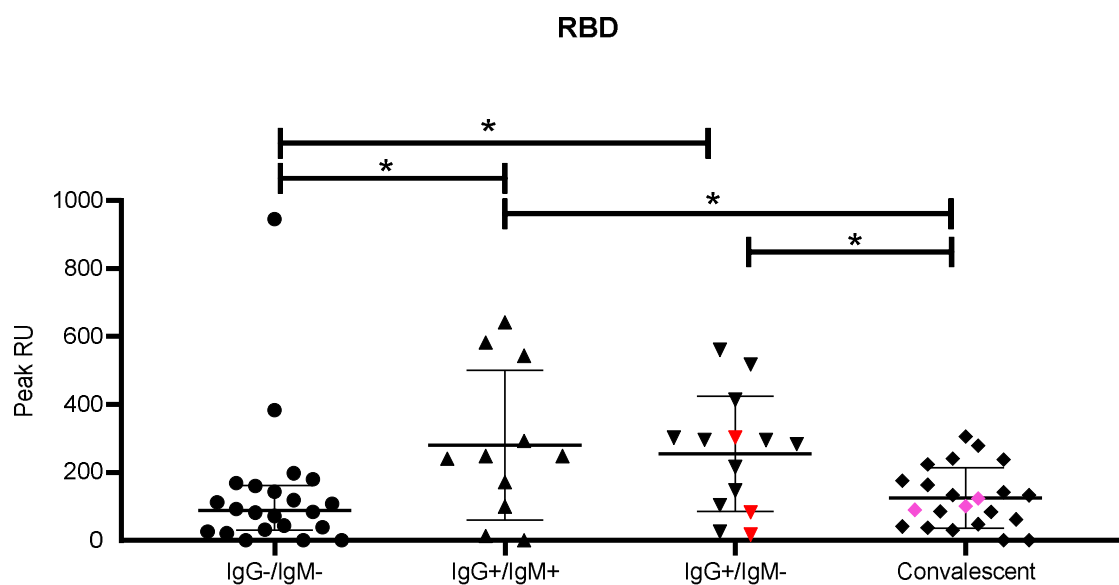 RBD
*
*
*
*
1000
800
600
400
200
0
Peak RU
IgG-/IgM-
IgG+/IgM+
IgG+/IgM-
Convalescent